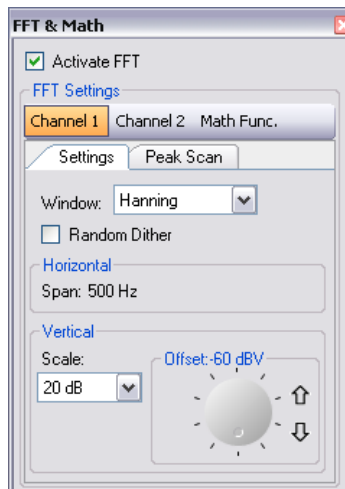 FFT & Math
Activate FFT
FFT Settings
Channel 1 Channel 2 Math Func.
Settings Peak Scan
Window: Hanning
Random Dither
Horizontal
Span: 500 Hz
Vertical
Scale:
Offset:-60 dBV
20 dB